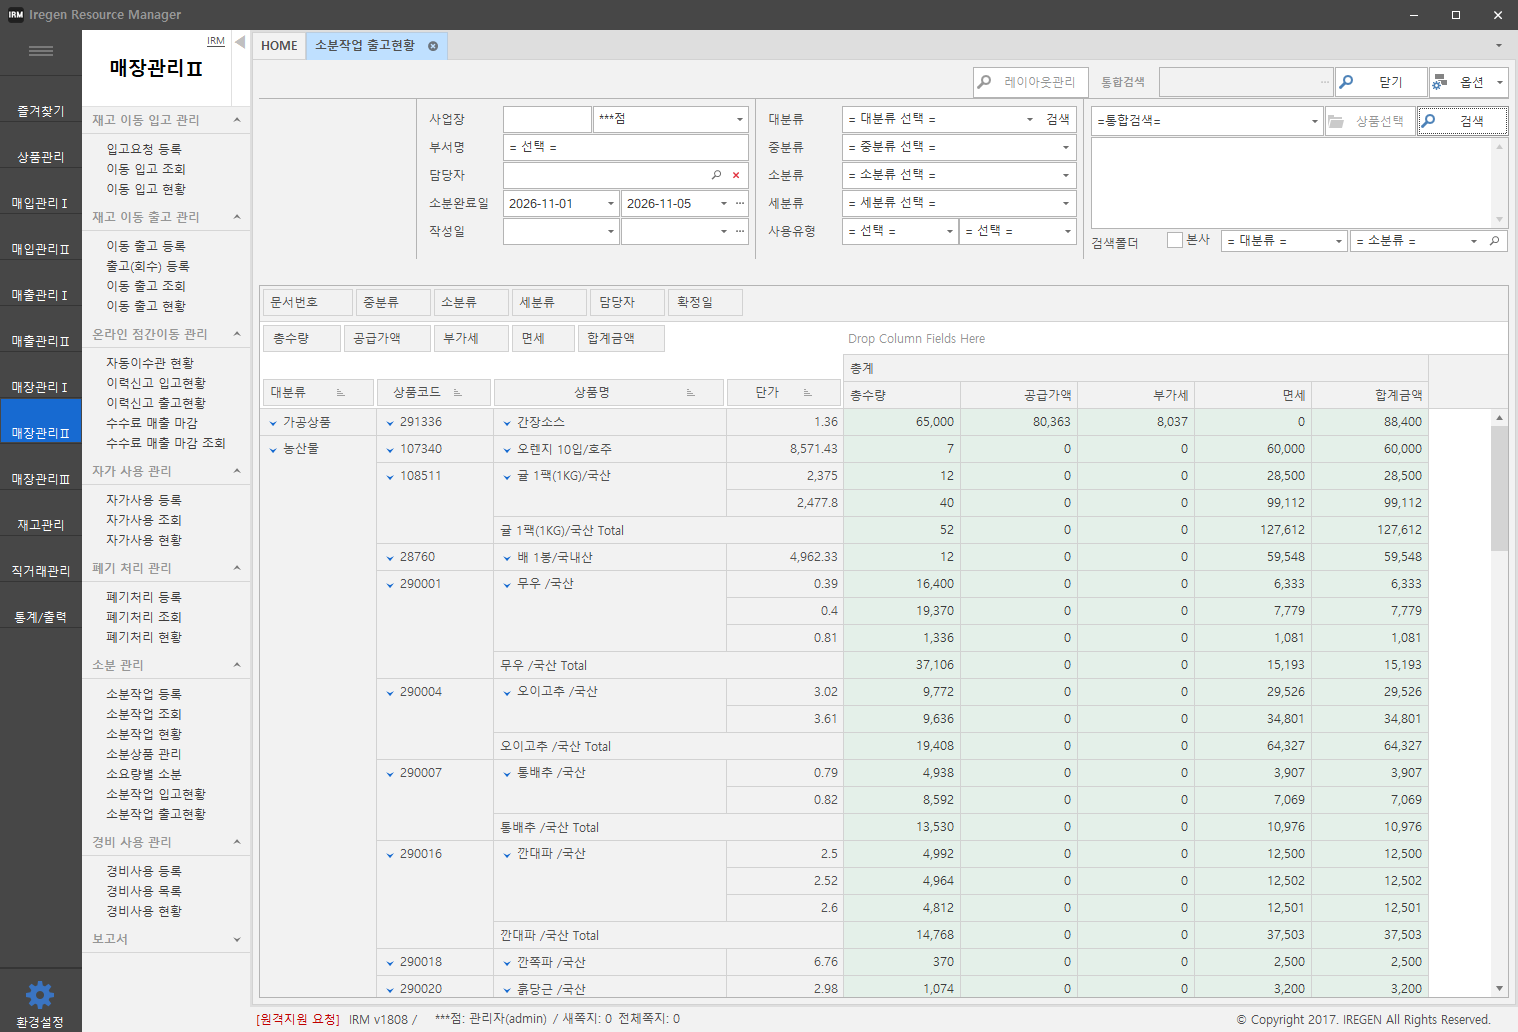 IRM Iregen Resource Manager
IRM
매장관리Ⅱ
즐겨찾기
상품관리
매입관리Ⅰ
매입관리Ⅱ
매출관리Ⅰ
매출관리Ⅱ
매장관리Ⅰ
매장관리Ⅱ
매장관리Ⅲ
재고관리
직거래관리
통계/출력
환경설정
재고 이동 입고 관리
입고요청 등록
이동 입고 조회
이동 입고 현황
재고 이동 출고 관리
이동 출고 등록
출고(회수) 등록
이동 출고 조회
이동 출고 현황
온라인 점간이동 관리
자동이수관 현황
이력신고 입고현황
이력신고 출고현황
수수료 매출 마감
수수료 매출 마감 조회
자가 사용 관리
자가사용 등록
자가사용 조회
자가사용 현황
폐기 처리 관리
폐기처리 등록
폐기처리 조회
폐기처리 현황
소분 관리
소분작업 등록
소분작업 조회
소분작업 현황
소분상품 관리
소요량별 소분
소분작업 입고현황
소분작업 출고현황
경비 사용 관리
경비사용 등록
경비사용 목록
경비사용 현황
보고서
HOME 소분작업 출고현황
레이아웃관리 통합검색 ... 닫기 옵션
사업장 ***점
부서명 = 선택 =
담당자
소분완료일 2026-11-01 2026-11-05 ...
작성일 ...
대분류 = 대분류 선택 = 검색
중분류 = 중분류 선택 =
소분류 = 소분류 선택 =
세분류 = 세분류 선택 =
사용유형 = 선택 = = 선택 =
=통합검색= 상품선택 검색
검색폴더 본사 = 대분류 = = 소분류 =
문서번호 중분류 소분류 세분류 담당자 확정일
총수량 공급가액 부가세 면세 합계금액 Drop Column Fields Here
총계
대분류 상품코드 상품명 단가 총수량 공급가액 부가세 면세 합계금액
가공상품 291336 간장소스 1.36 65,000 80,363 8,037 0 88,400
농산물 107340 오렌지 10입/호주 8,571.43 7 0 0 60,000 60,000
108511 귤 1팩(1KG)/국산 2,375 12 0 0 28,500 28,500
2,477.8 40 0 0 99,112 99,112
귤 1팩(1KG)/국산 Total 52 0 0 127,612 127,612
28760 배 1봉/국내산 4,962.33 12 0 0 59,548 59,548
290001 무우 /국산 0.39 16,400 0 0 6,333 6,333
0.4 19,370 0 0 7,779 7,779
0.81 1,336 0 0 1,081 1,081
무우 /국산 Total 37,106 0 0 15,193 15,193
290004 오이고추 /국산 3.02 9,772 0 0 29,526 29,526
3.61 9,636 0 0 34,801 34,801
오이고추 /국산 Total 19,408 0 0 64,327 64,327
290007 통배추 /국산 0.79 4,938 0 0 3,907 3,907
0.82 8,592 0 0 7,069 7,069
통배추 /국산 Total 13,530 0 0 10,976 10,976
290016 깐대파 /국산 2.5 4,992 0 0 12,500 12,500
2.52 4,964 0 0 12,502 12,502
2.6 4,812 0 0 12,501 12,501
깐대파 /국산 Total 14,768 0 0 37,503 37,503
290018 깐쪽파 /국산 6.76 370 0 0 2,500 2,500
290020 흙당근 /국산 2.98 1,074 0 0 3,200 3,200
[원격지원 요청] IRM v1808 / ***점: 관리자(admin) / 새쪽지: 0 전체쪽지: 0
© Copyright 2017. IREGEN All Rights Reserved.